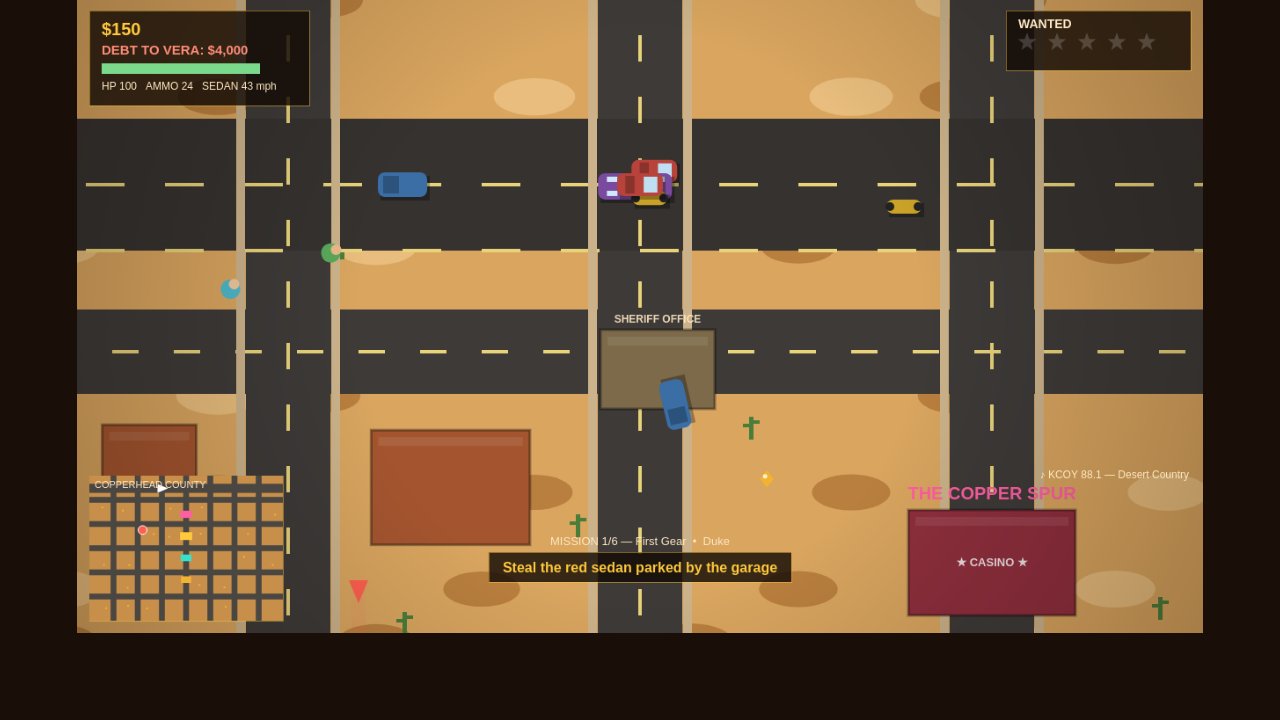 $150
DEBT TO VERA: $4,000
HP 100 AMMO 24 SEDAN 43 mph
WANTED
★ ★ ★ ★ ★
SHERIFF OFFICE
♪ KCOY 88.1 — Desert Country
COPPERHEAD COUNTY
THE COPPER SPUR
★ CASINO ★
MISSION 1/6 — First Gear • Duke
Steal the red sedan parked by the garage